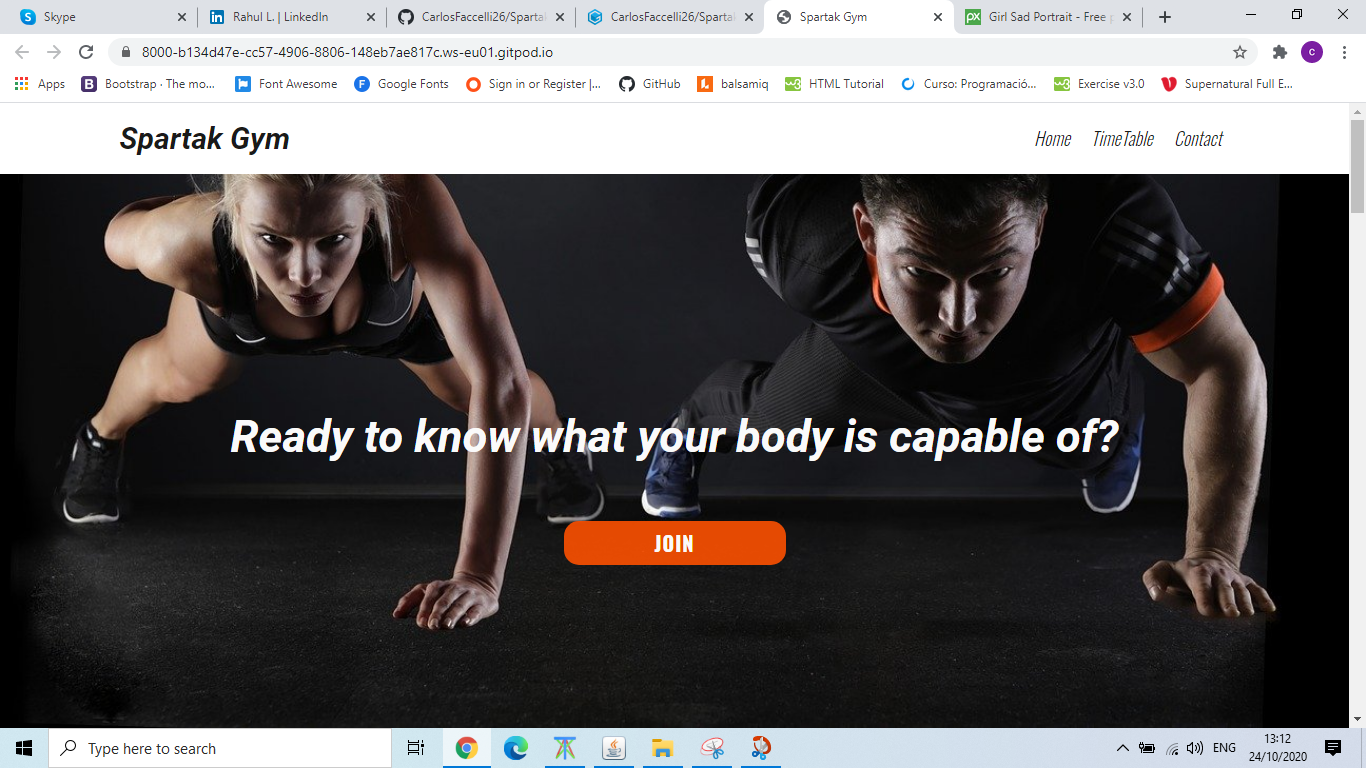 Skype
Rahul L. | LinkedIn
CarlosFaccelli26/Sparta
CarlosFaccelli26/Sparta
Spartak Gym
Girl Sad Portrait - Free p
8000-b134d47e-cc57-4906-8806-148eb7ae817c.ws-eu01.gitpod.io
c
Apps
Bootstrap · The mo...
Font Awesome
Google Fonts
Sign in or Register |...
GitHub
balsamiq
HTML Tutorial
Curso: Programació...
Exercise v3.0
Supernatural Full E...
Spartak Gym
Home TimeTable Contact
Ready to know what your body is capable of?
JOIN
Type here to search
ENG
13:12
24/10/2020